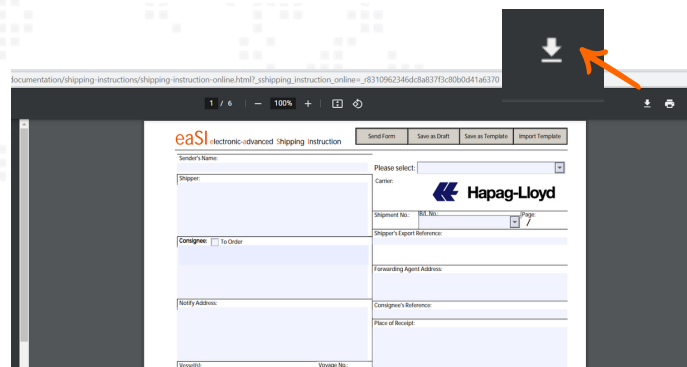 documentation/shipping-instructions/shipping-instruction-online.html?_sshipping_instruction_online=_r8310962346dc8a837f3c80b0d41a6370
1 / 6 — 100% +
eaSI electronic-advanced Shipping Instruction
Send Form Save as Draft Save as Template Import Template
Sender's Name:
Please select:
Shipper:
Carrier:
Hapag-Lloyd
Shipment No.: B/L No.: Page:
/
Shipper's Export Reference:
Consignee: To Order
Forwarding Agent Address:
Notify Address:
Consignee's Reference:
Place of Receipt:
Vessel(s): Voyage No.: